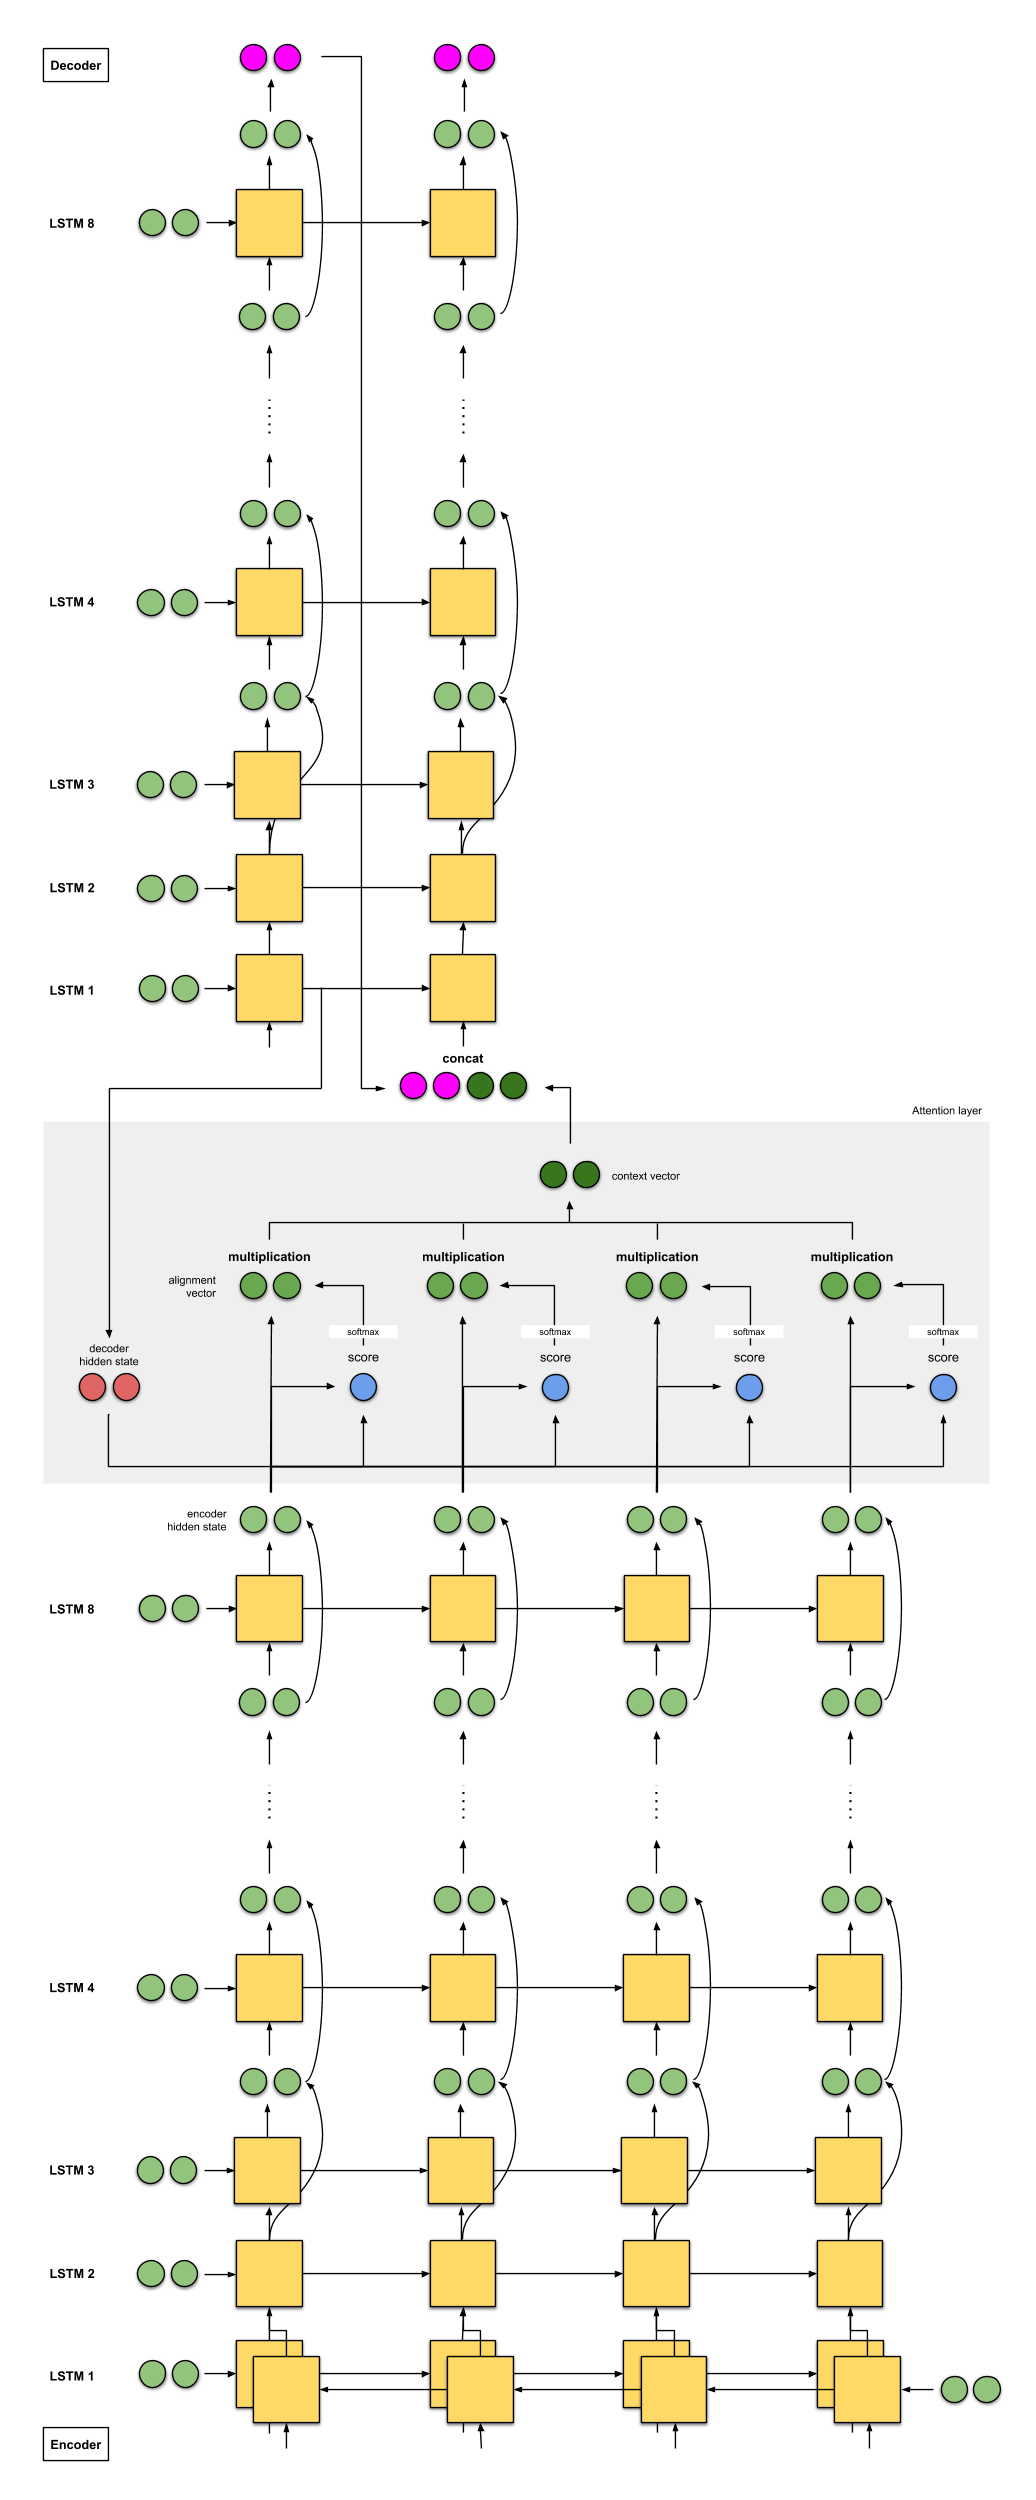 Decoder
LSTM 8
LSTM 4
LSTM 3
LSTM 2
LSTM 1
concat
Attention layer
context vector
multiplication multiplication multiplication multiplication
alignment
vector
softmax softmax softmax softmax
decoder
hidden state
score score score score
encoder
hidden state
LSTM 8
LSTM 4
LSTM 3
LSTM 2
LSTM 1
Encoder